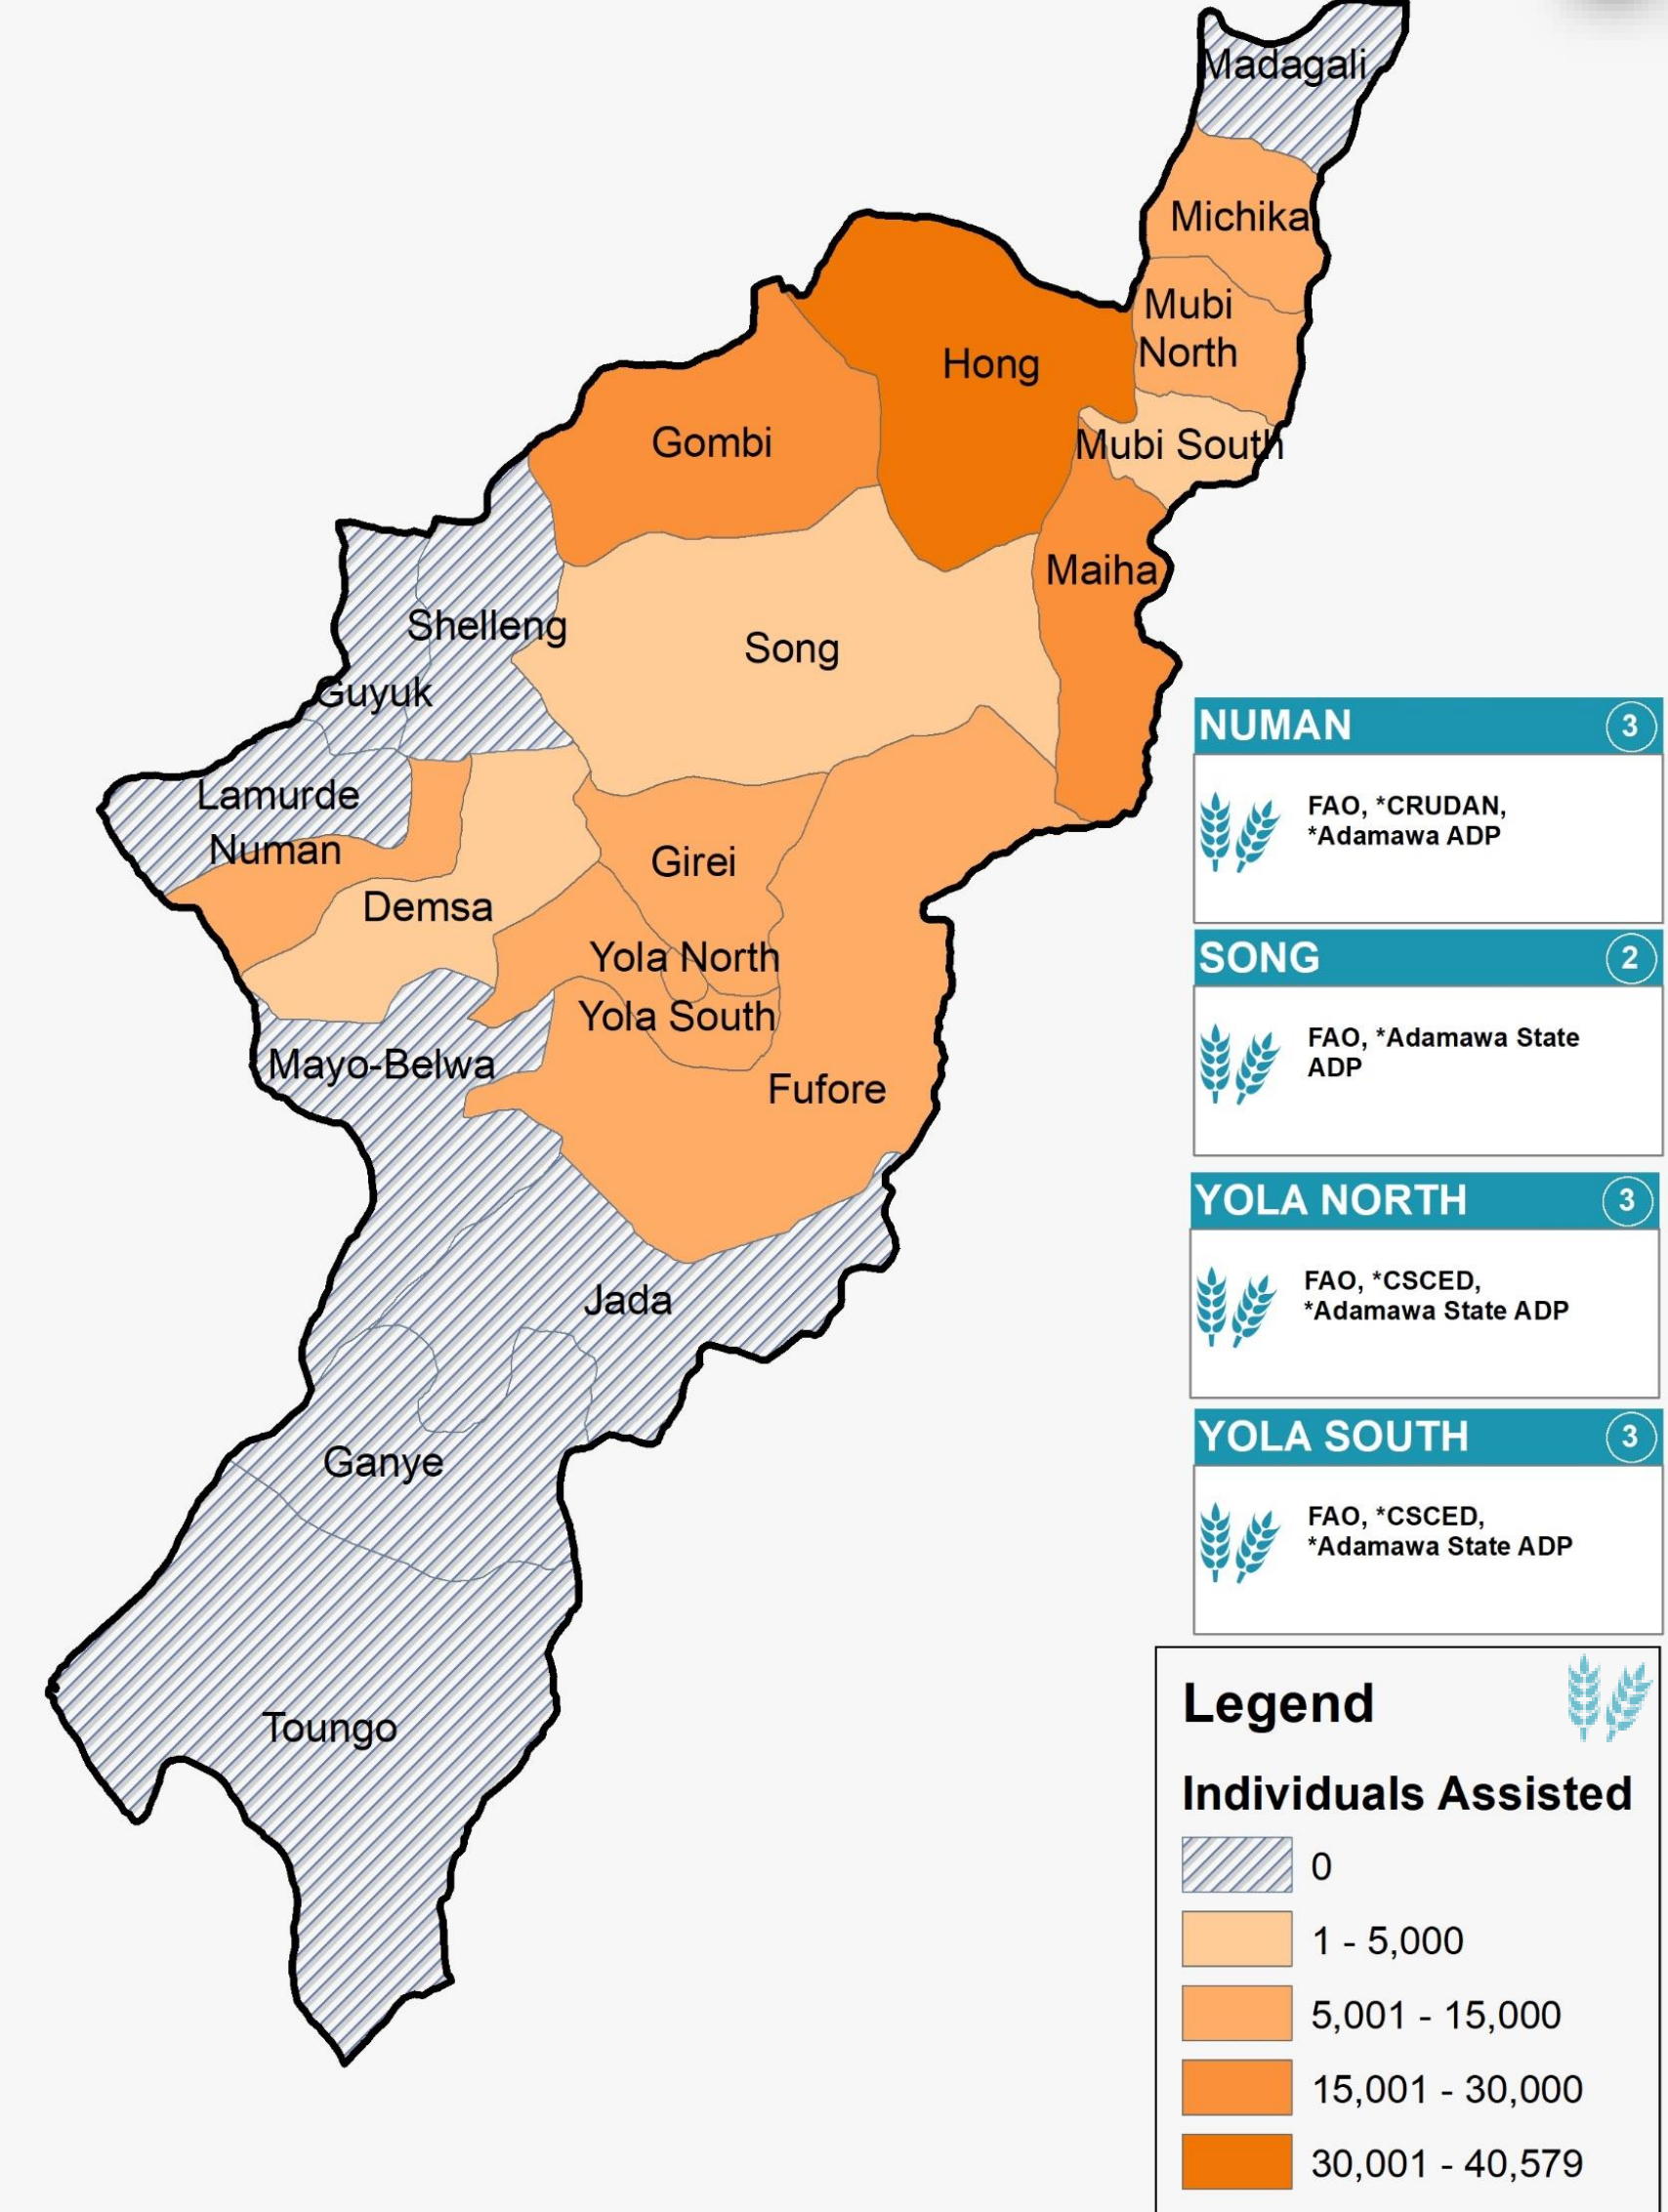 Madagali
Michika
Mubi
North
Hong
Gombi
Mubi South
Maiha
Shelleng
Song
Guyuk
Lamurde
Numan
Girei
Demsa
Yola North
Yola South
Mayo-Belwa
Fufore
Jada
Ganye
Toungo
NUMAN 3
FAO, *CRUDAN,
*Adamawa ADP
SONG 2
FAO, *Adamawa State
ADP
YOLA NORTH 3
FAO, *CSCED,
*Adamawa State ADP
YOLA SOUTH 3
FAO, *CSCED,
*Adamawa State ADP
Legend
Individuals Assisted
0
1 - 5,000
5,001 - 15,000
15,001 - 30,000
30,001 - 40,579